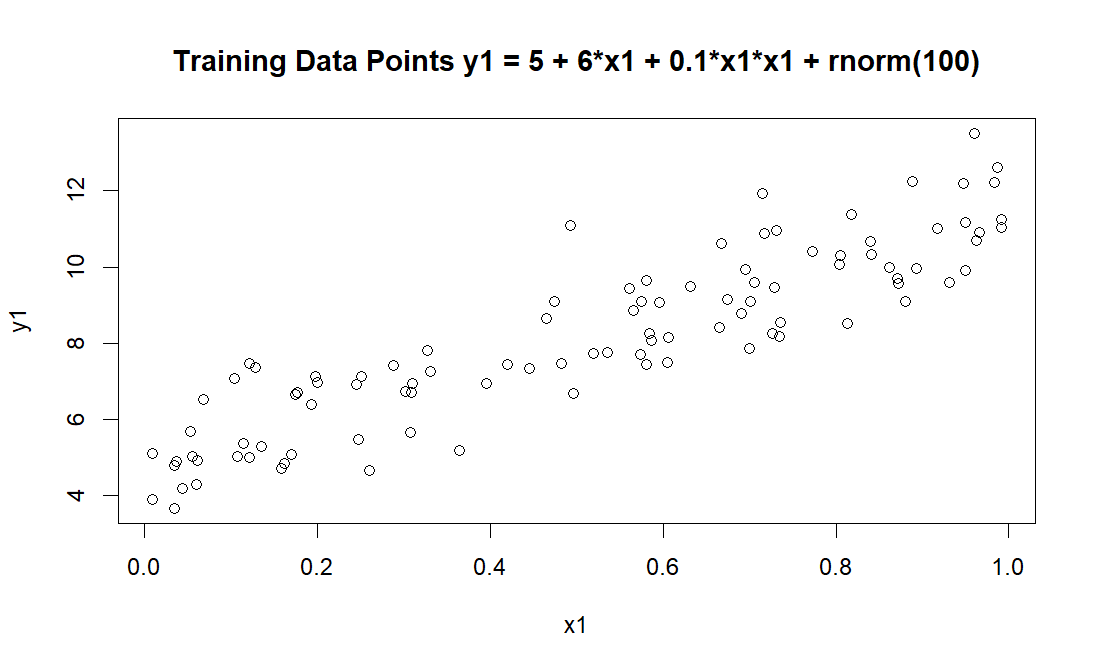 Training Data Points y1 = 5 + 6*x1 + 0.1*x1*x1 + rnorm(100)
y1
12
10
8
6
4
0.0 0.2 0.4 0.6 0.8 1.0
x1